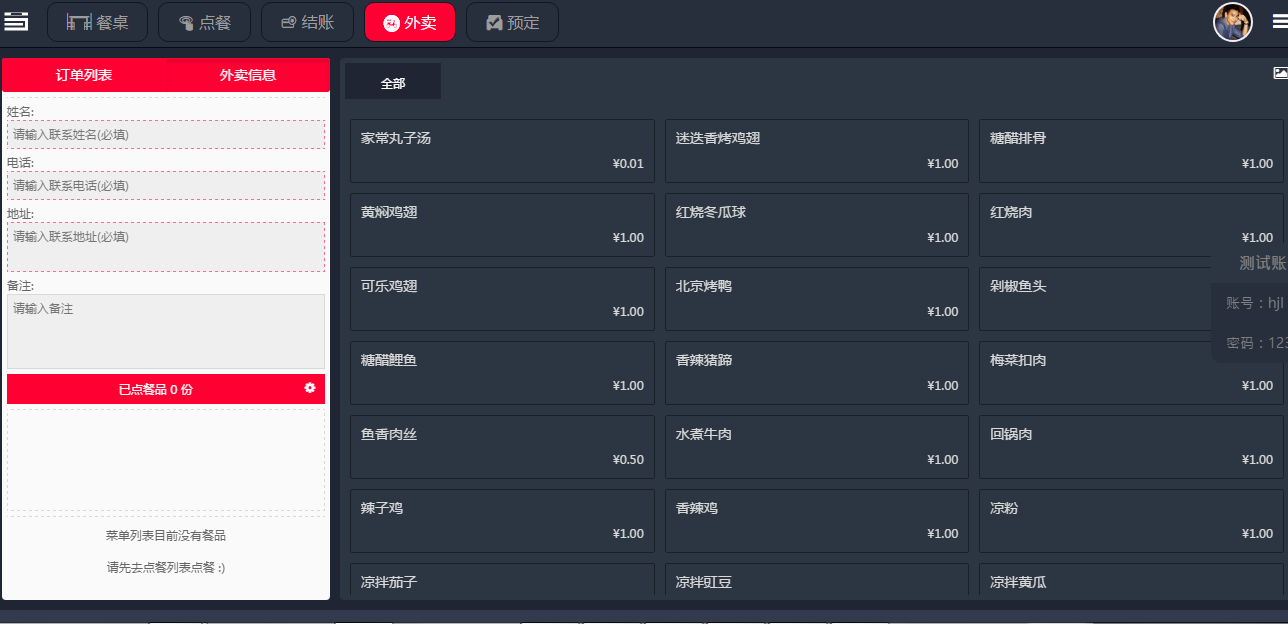 餐桌
点餐
结账
外卖
预定
订单列表
外卖信息
姓名:
请输入联系姓名(必填)
电话:
请输入联系电话(必填)
地址:
请输入联系地址(必填)
备注:
请输入备注
已点餐品 0 份
菜单列表目前没有餐品
请先去点餐列表点餐 :)
全部
家常丸子汤
¥0.01
迷迭香烤鸡翅
¥1.00
糖醋排骨
¥1.00
黄焖鸡翅
¥1.00
红烧冬瓜球
¥1.00
红烧肉
¥1.00
可乐鸡翅
¥1.00
北京烤鸭
¥1.00
剁椒鱼头
测试账
账号：hjl
密码：123
糖醋鲤鱼
¥1.00
香辣猪蹄
¥1.00
梅菜扣肉
¥1.00
鱼香肉丝
¥0.50
水煮牛肉
¥1.00
回锅肉
¥1.00
辣子鸡
¥1.00
香辣鸡
¥1.00
凉粉
¥1.00
凉拌茄子
凉拌豇豆
凉拌黄瓜